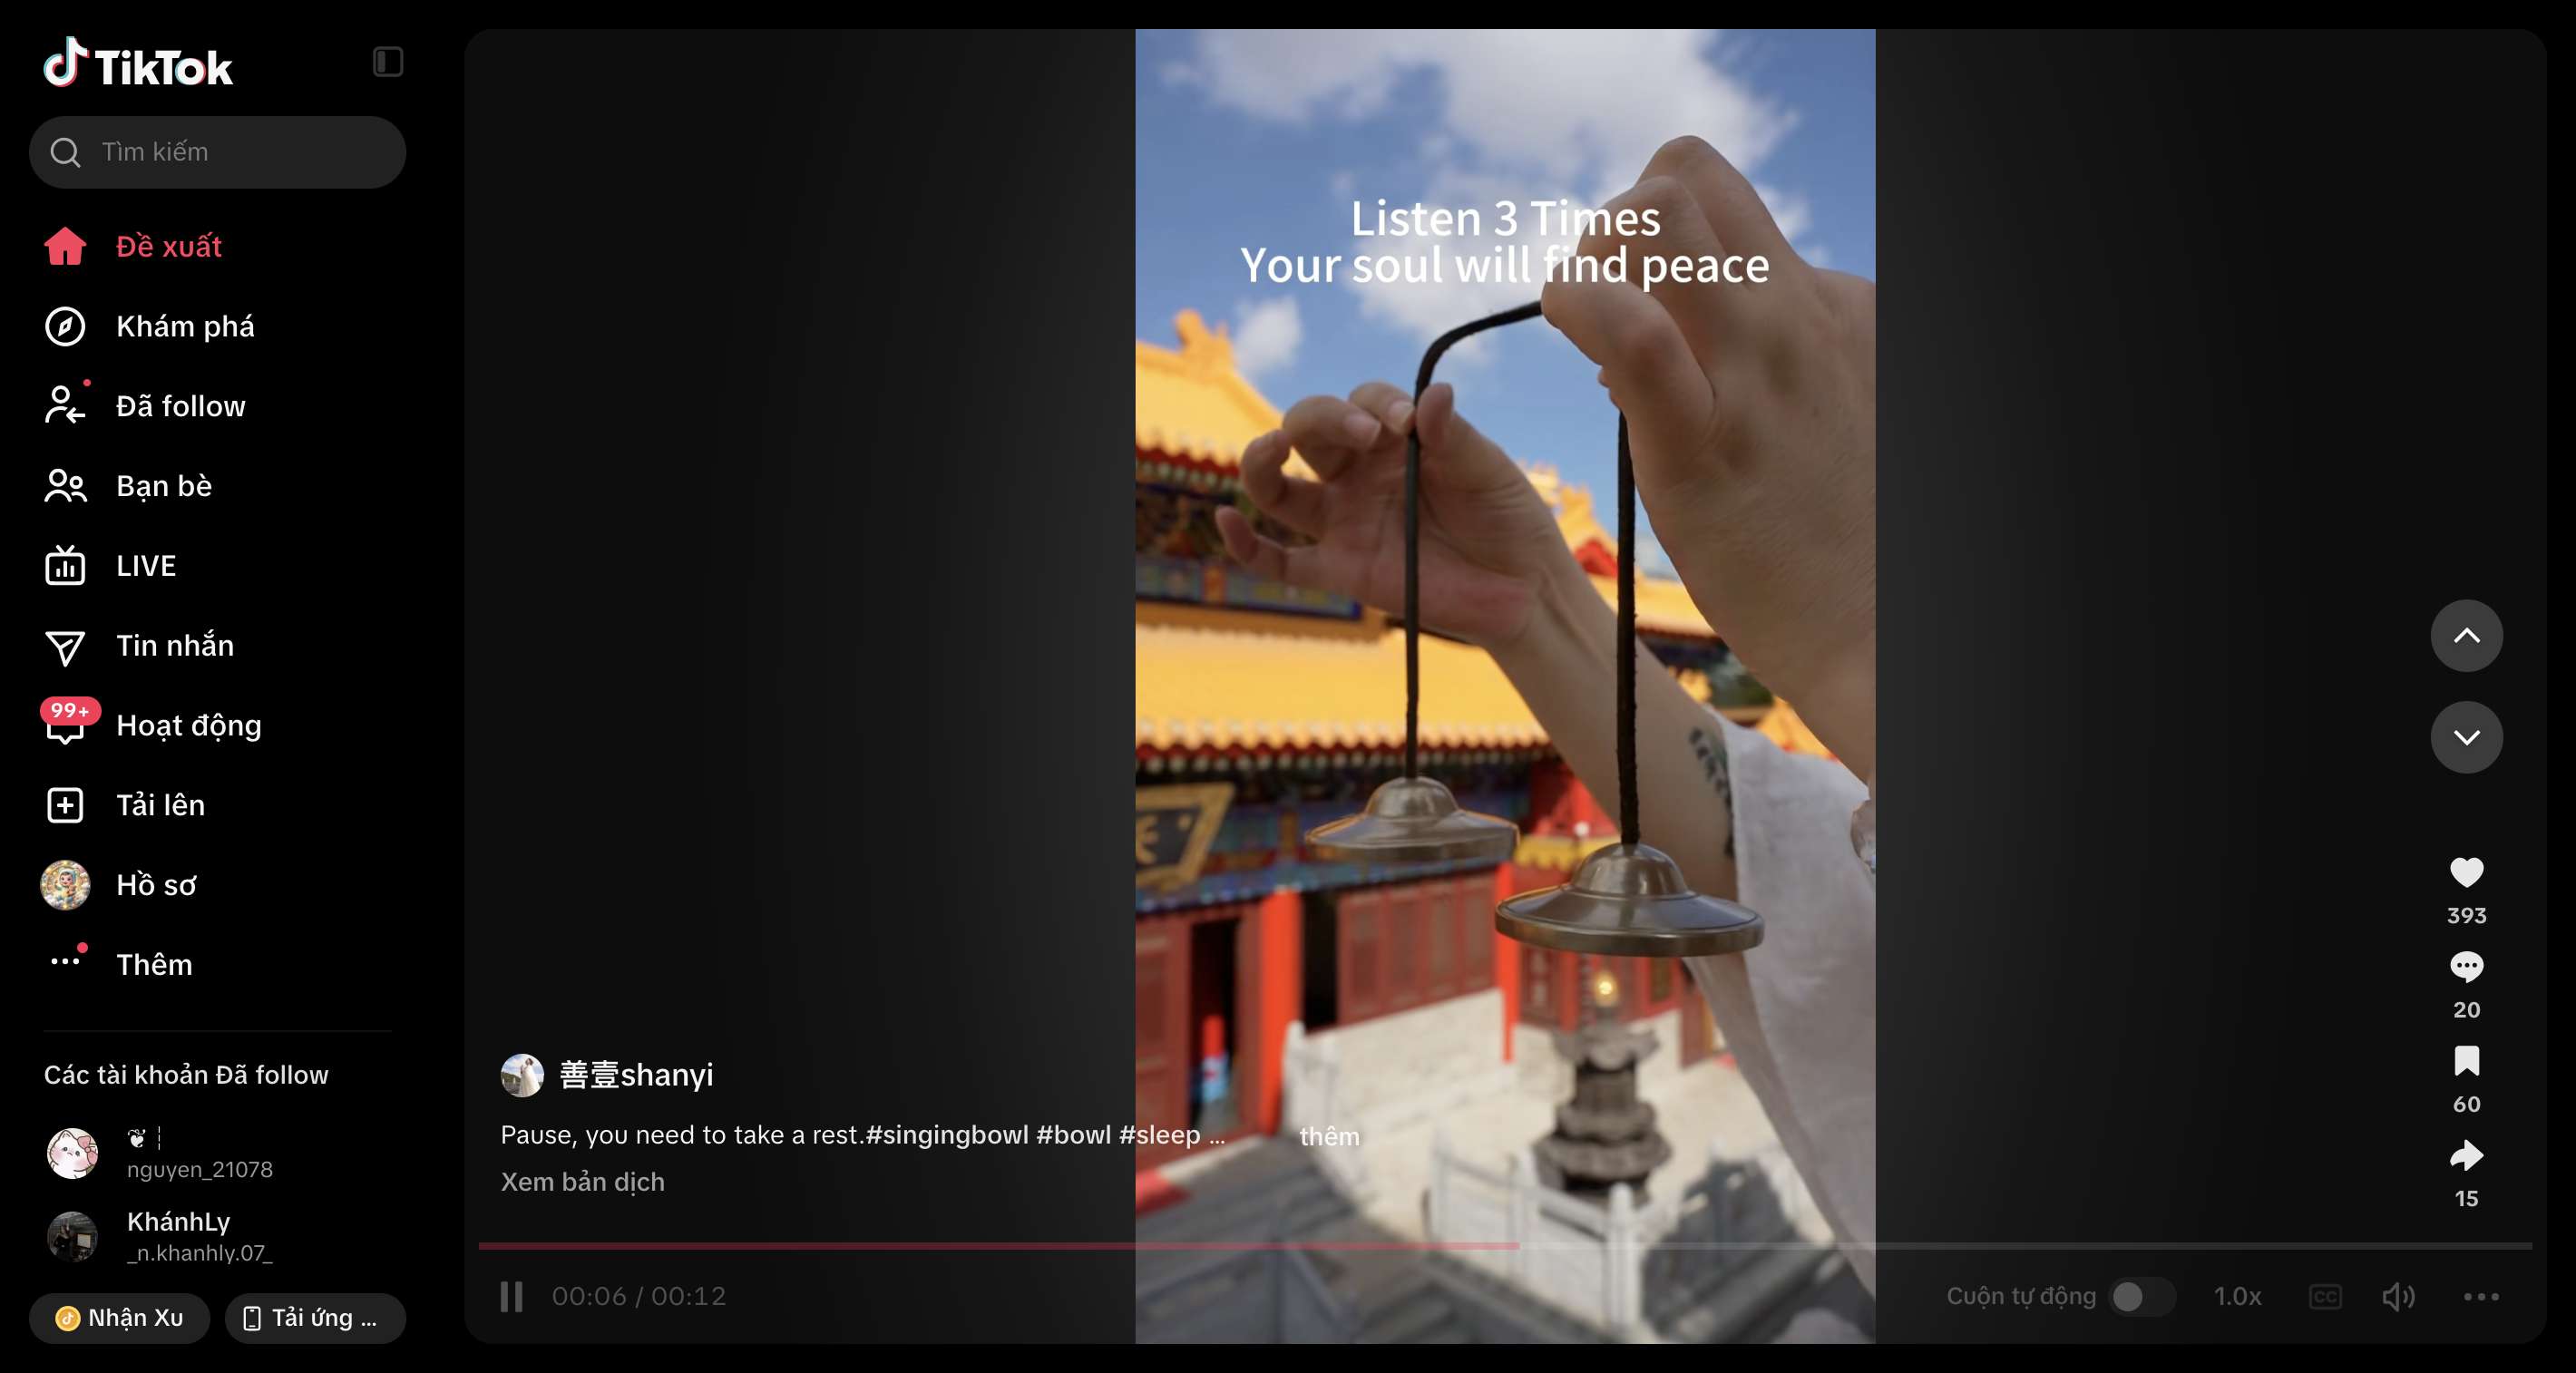 TikTok
Tìm kiếm
Đề xuất
Khám phá
Đã follow
Bạn bè
LIVE
Tin nhắn
99+
Hoạt động
Tải lên
Hồ sơ
Thêm
Các tài khoản Đã follow
nguyen_21078
KhánhLy
_n.khanhly.07_
Nhận Xu
Tải ứng ...
Listen 3 Times
Your soul will find peace
善壹shanyi
Pause, you need to take a rest.#singingbowl #bowl #sleep ... thêm
Xem bản dịch
00:06 / 00:12
393
20
60
15
Cuộn tự động
1.0x
CC